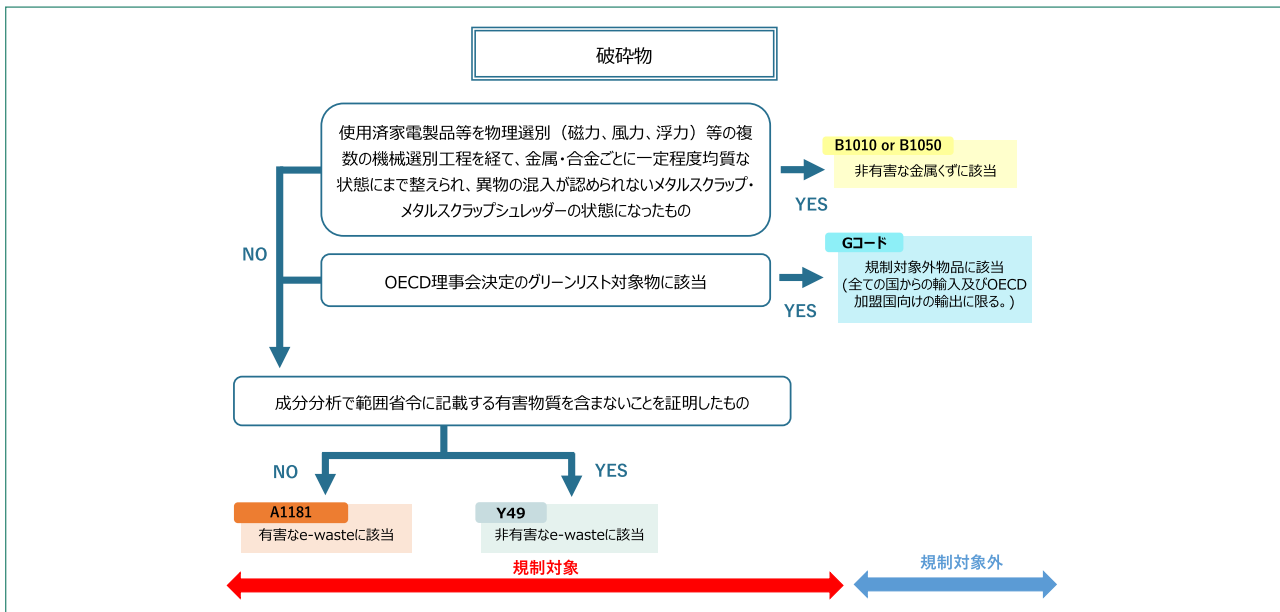 破砕物
使用済家電製品等を物理選別（磁力、風力、浮力）等の複
数の機械選別工程を経て、金属・合金ごとに一定程度均質な
状態にまで整えられ、異物の混入が認められないメタルスクラップ・
メタルスクラップシュレッダーの状態になったもの
YES
B1010 or B1050
非有害な金属くずに該当
NO
OECD理事会決定のグリーンリスト対象物に該当
YES
Gコード
規制対象外物品に該当
(全ての国からの輸入及びOECD
加盟国向けの輸出に限る。)
成分分析で範囲省令に記載する有害物質を含まないことを証明したもの
NO
YES
A1181
有害なe-wasteに該当
Y49
非有害なe-wasteに該当
規制対象
規制対象外